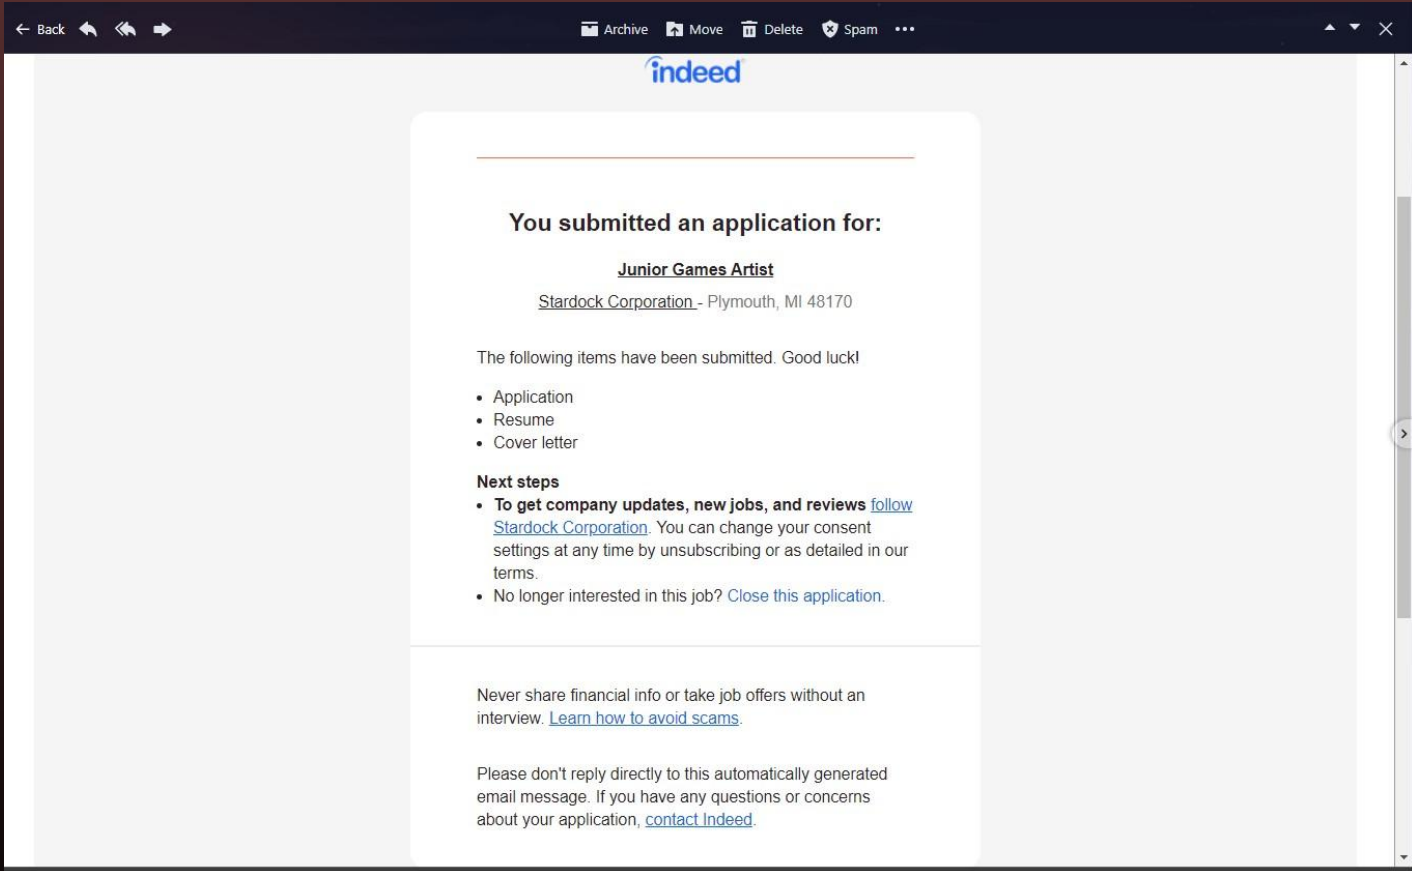 Back
Archive Move Delete Spam
indeed
You submitted an application for:
Junior Games Artist
Stardock Corporation - Plymouth, MI 48170
The following items have been submitted. Good luck!
• Application
• Resume
• Cover letter
Next steps
• To get company updates, new jobs, and reviews follow
Stardock Corporation. You can change your consent
settings at any time by unsubscribing or as detailed in our
terms.
• No longer interested in this job? Close this application.
Never share financial info or take job offers without an
interview. Learn how to avoid scams.
Please don't reply directly to this automatically generated
email message. If you have any questions or concerns
about your application, contact Indeed.